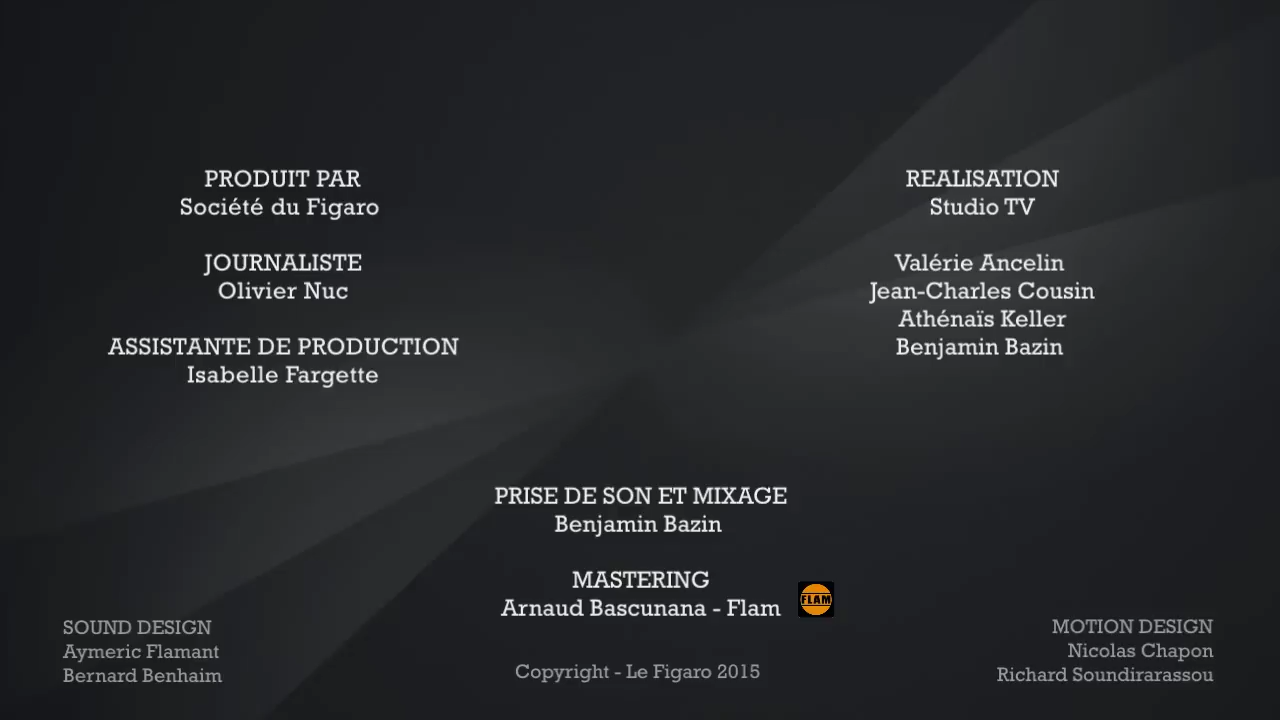 PRODUIT PAR
Société du Figaro
JOURNALISTE
Olivier Nuc
ASSISTANTE DE PRODUCTION
Isabelle Fargette
REALISATION
Studio TV
Valérie Ancelin
Jean-Charles Cousin
Athénaïs Keller
Benjamin Bazin
PRISE DE SON ET MIXAGE
Benjamin Bazin
MASTERING
Arnaud Bascunana - Flam
FLAM
SOUND DESIGN
Aymeric Flamant
Bernard Benhaim
Copyright - Le Figaro 2015
MOTION DESIGN
Nicolas Chapon
Richard Soundirarassou